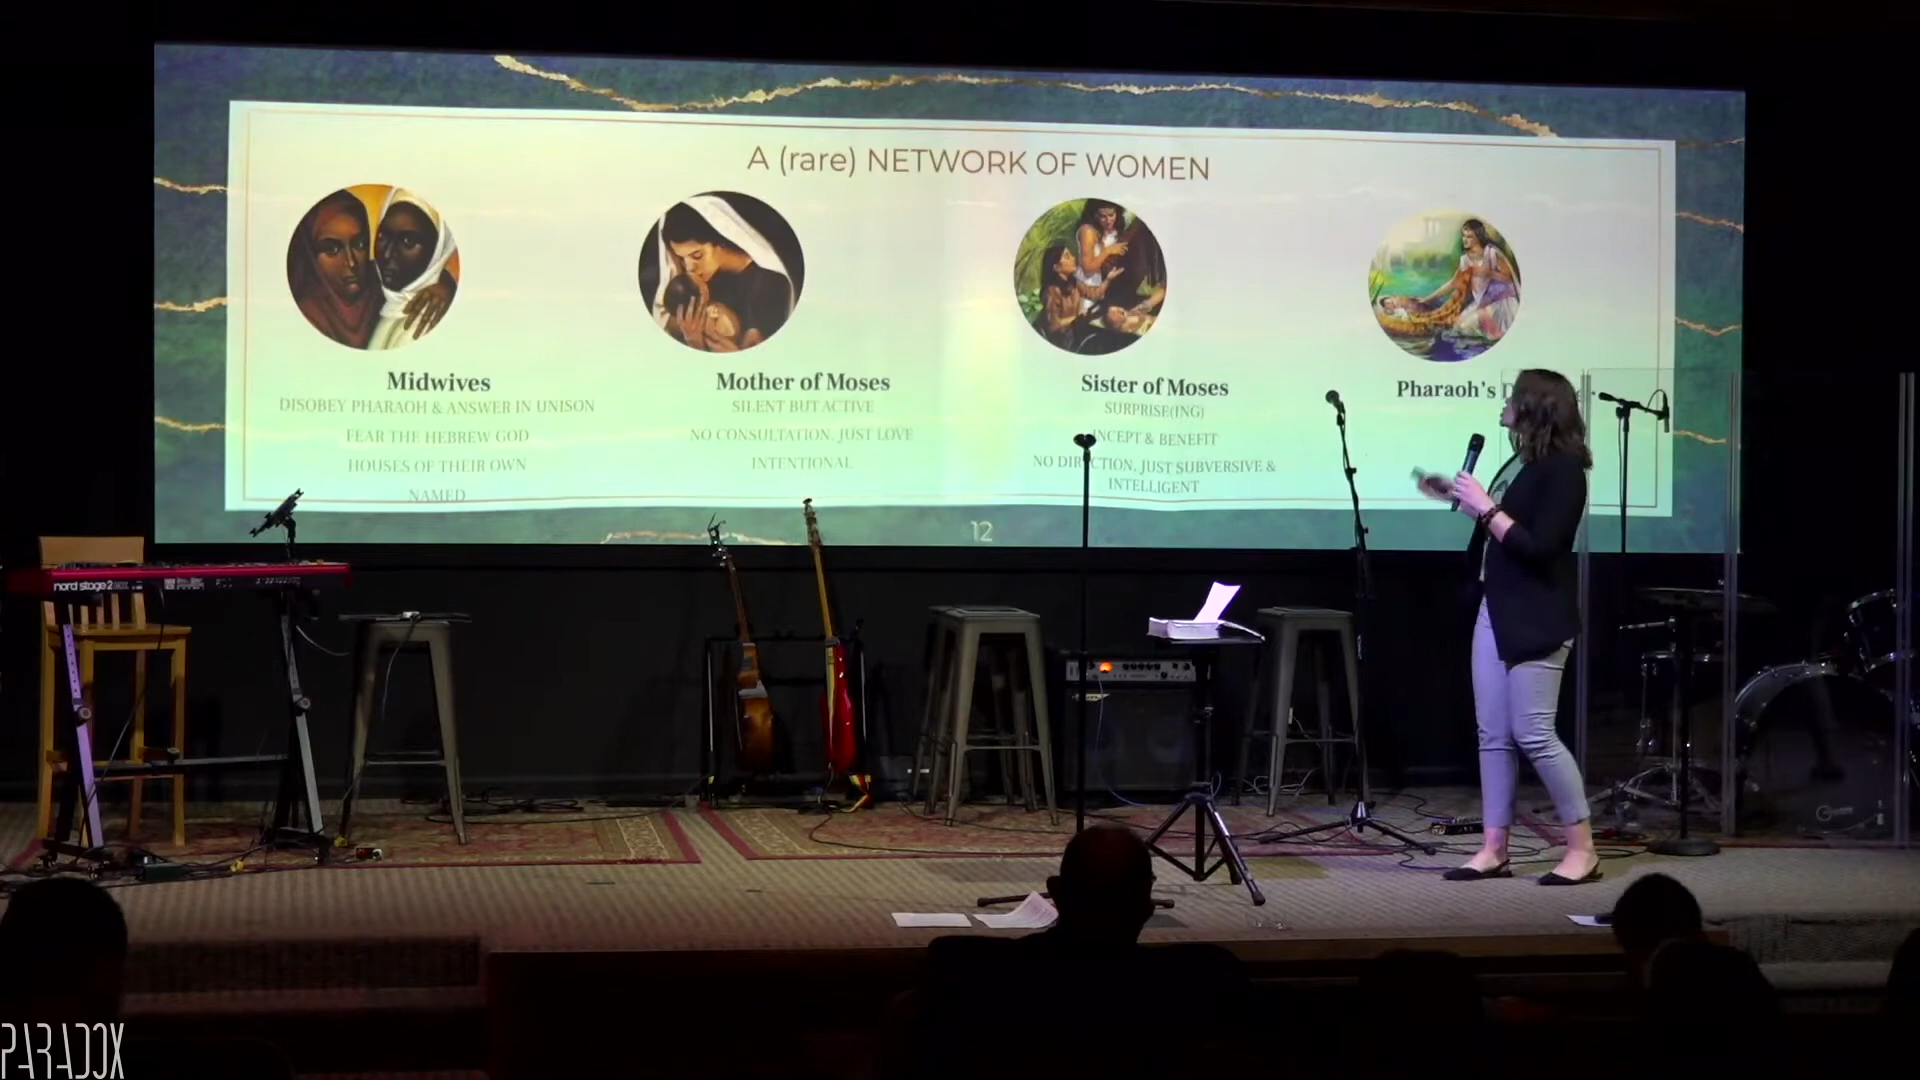 A (rare) NETWORK OF WOMEN
Midwives
DISOBEY PHARAOH & ANSWER IN UNISON
FEAR THE HEBREW GOD
HOUSES OF THEIR OWN
NAMED
Mother of Moses
SILENT BUT ACTIVE
NO CONSULTATION, JUST LOVE
INTENTIONAL
Sister of Moses
SURPRISE(ING)
INCEPT & BENEFIT
NO DIRECTION, JUST SUBVERSIVE &
INTELLIGENT
Pharaoh's
12
nord stage 2
PARADOX